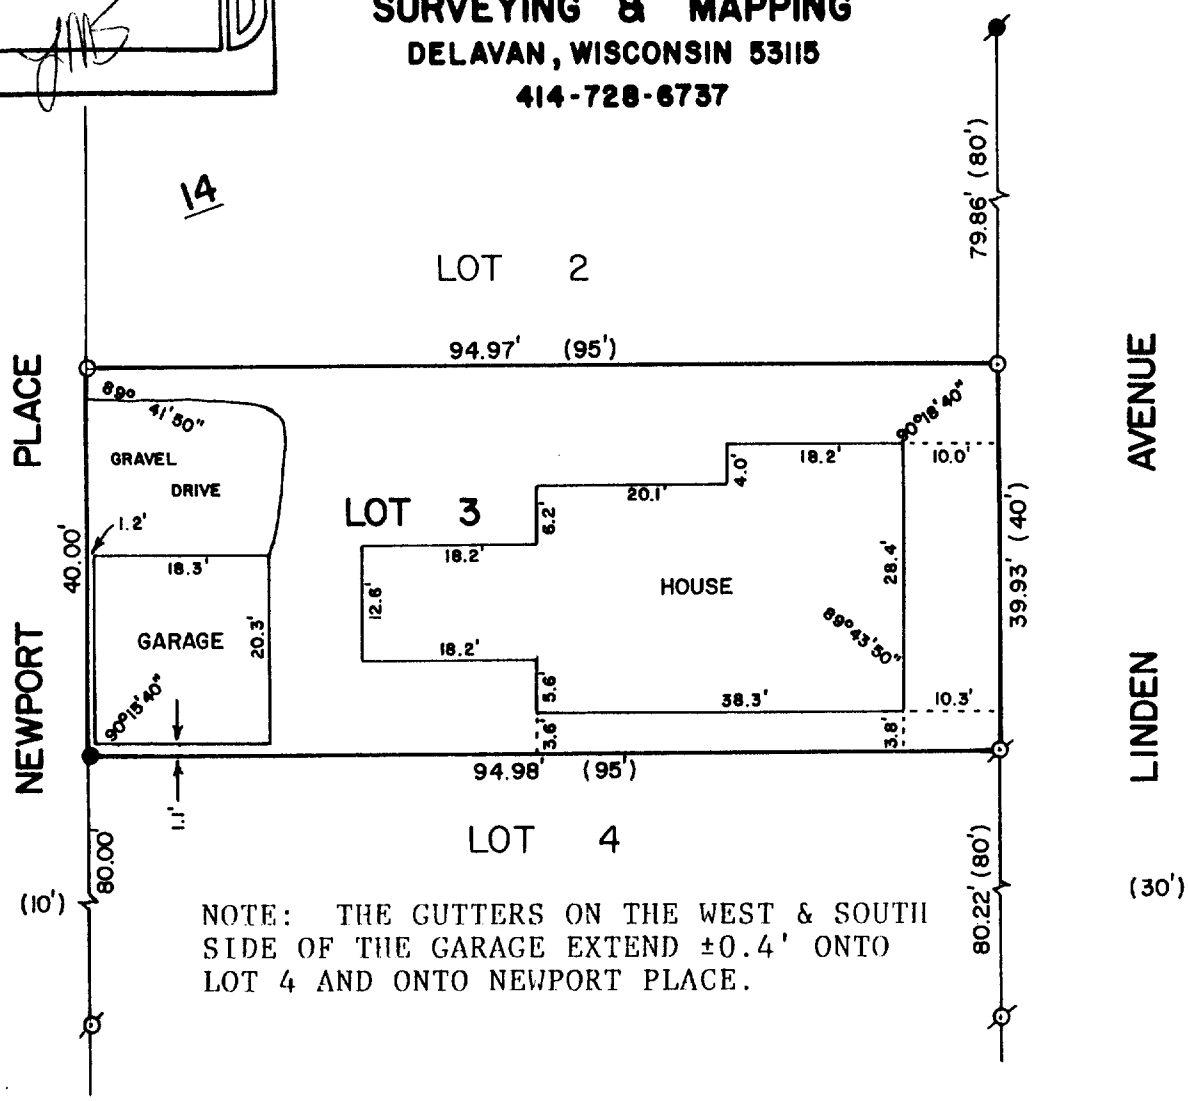 SURVEYING & MAPPING
DELAVAN, WISCONSIN 53115
414-728-6737
14
79.86' (80')
LOT 2
94.97' (95')
PLACE
AVENUE
89° 41'50"
90°18'40"
GRAVEL
DRIVE
18.2'
10.0'
4.0'
20.1'
6.2'
LOT 3
1.2'
40.00'
18.3'
18.2'
12.6'
HOUSE
28.4'
39.93' (40')
GARAGE
20.3'
18.2'
89°43'50"
90°15'40"
5.6'
38.3'
10.3'
3.6'
3.8'
NEWPORT
LINDEN
94.98' (95')
1.1'
LOT 4
80.00'
(10')
80.22' (80')
(30')
NOTE: THE GUTTERS ON THE WEST & SOUTH
SIDE OF THE GARAGE EXTEND ±0.4' ONTO
LOT 4 AND ONTO NEWPORT PLACE.